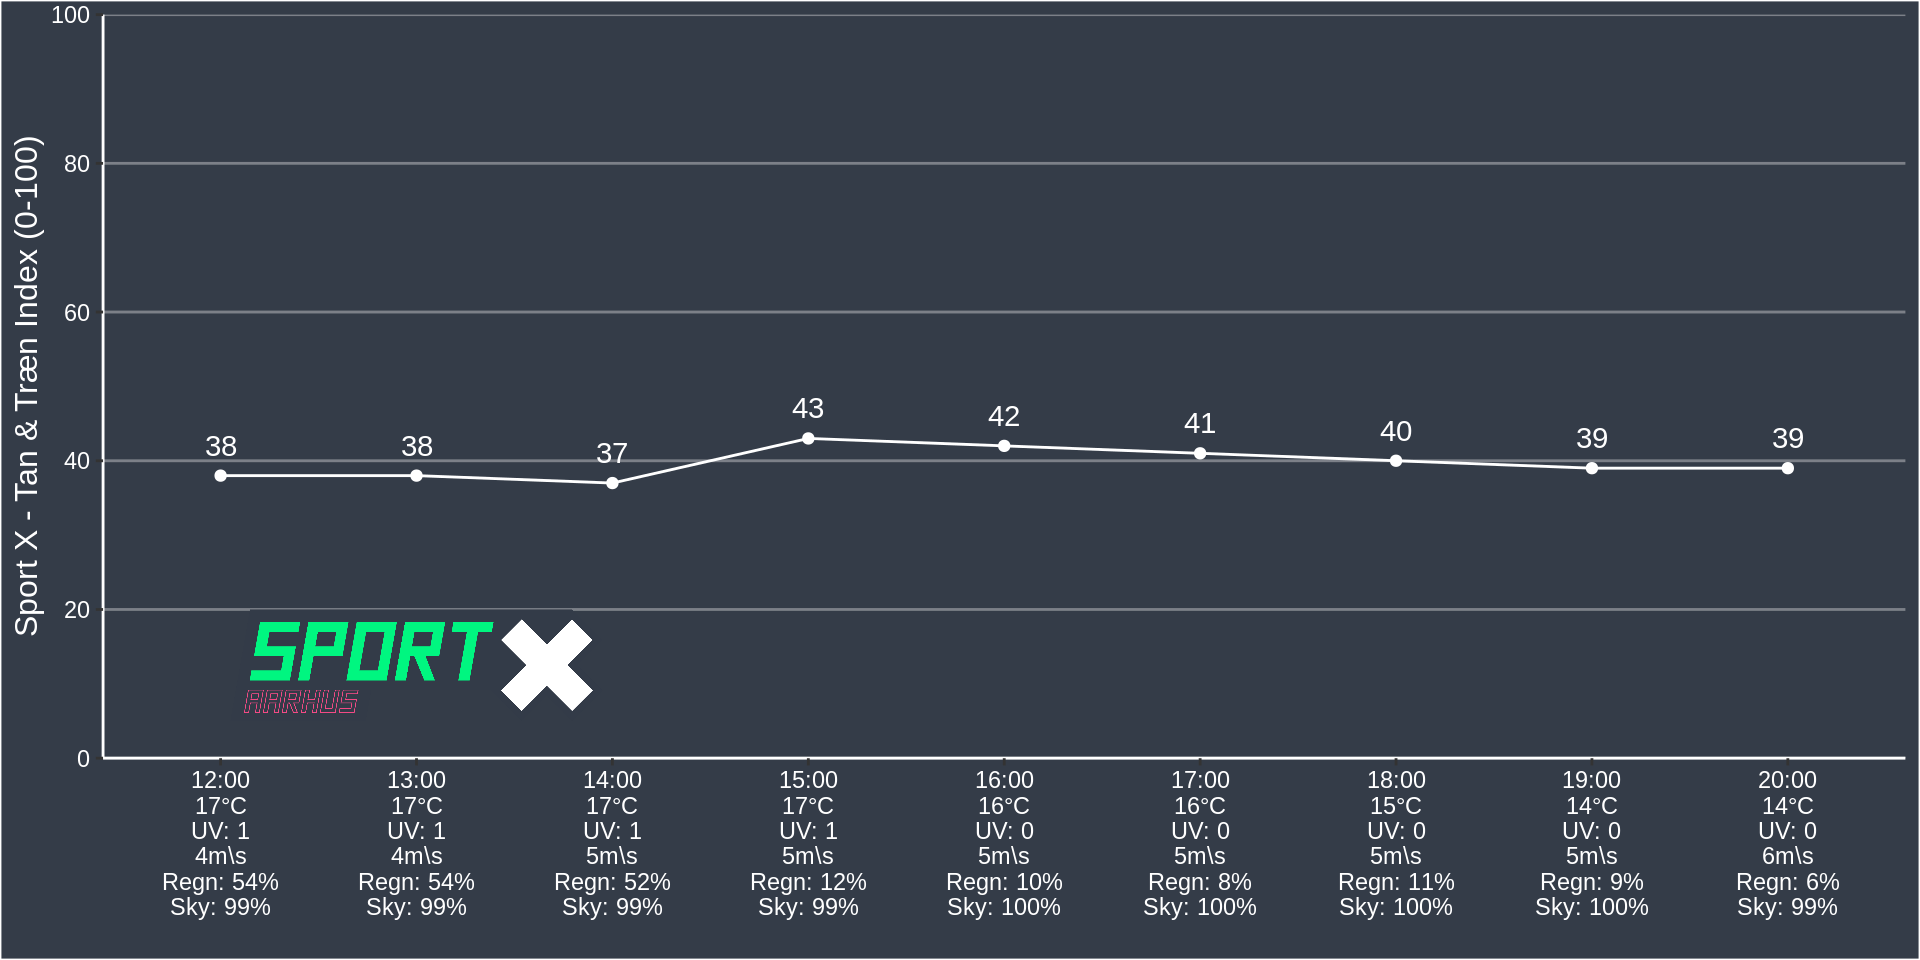 Sport X - Tan & Træn Index (0-100)
100
80
60
40
20
0
38
38
37
43
42
41
40
39
39
SPORT X
AARHUS
12:00 13:00 14:00 15:00 16:00 17:00 18:00 19:00 20:00
17°C 17°C 17°C 17°C 16°C 16°C 15°C 14°C 14°C
UV: 1 UV: 1 UV: 1 UV: 1 UV: 0 UV: 0 UV: 0 UV: 0 UV: 0
4m\s 4m\s 5m\s 5m\s 5m\s 5m\s 5m\s 5m\s 6m\s
Regn: 54% Regn: 54% Regn: 52% Regn: 12% Regn: 10% Regn: 8% Regn: 11% Regn: 9% Regn: 6%
Sky: 99% Sky: 99% Sky: 99% Sky: 99% Sky: 100% Sky: 100% Sky: 100% Sky: 100% Sky: 99%